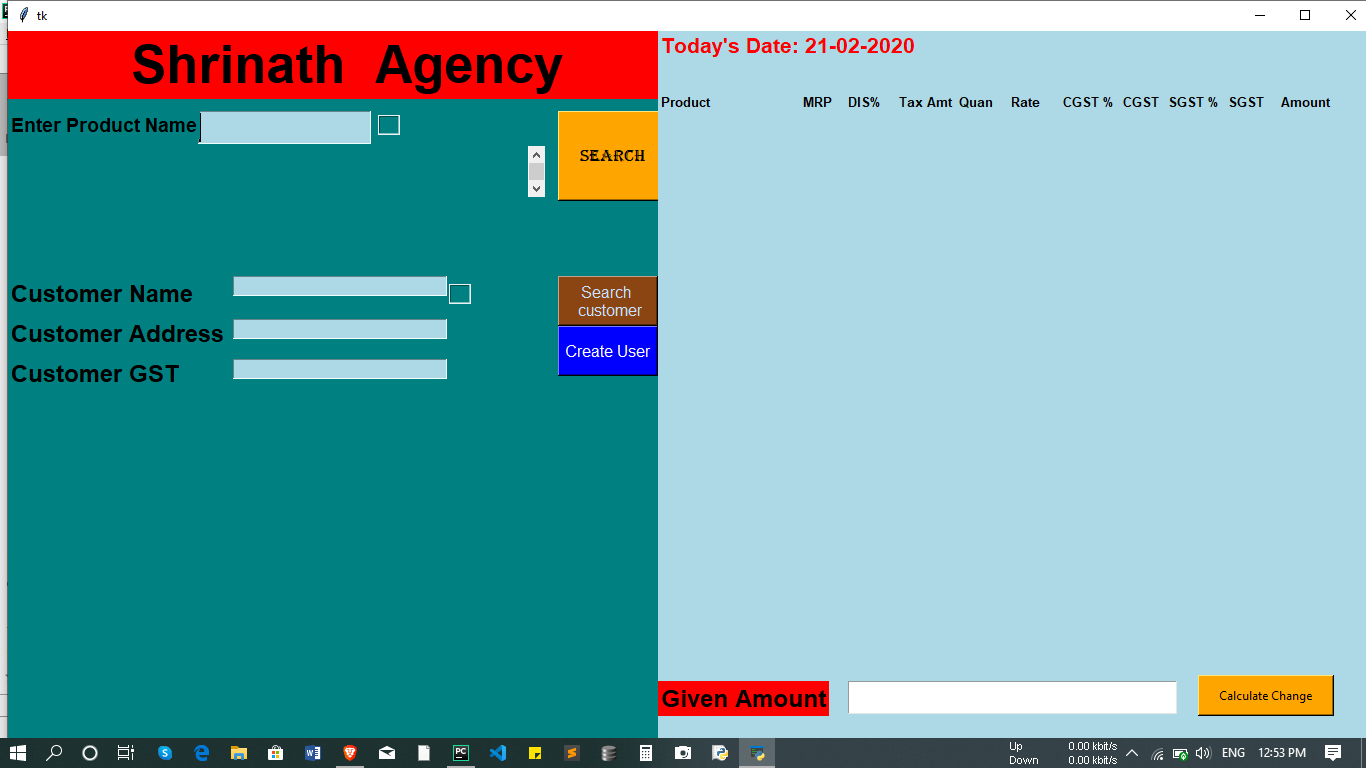 tk
Shrinath Agency
Today's Date: 21-02-2020
Product MRP DIS% Tax Amt Quan Rate CGST % CGST SGST % SGST Amount
Enter Product Name
SEARCH
Customer Name
Search
customer
Customer Address
Create User
Customer GST
Given Amount
Calculate Change
Up 0.00 kbit/s
Down 0.00 kbit/s
ENG
12:53 PM